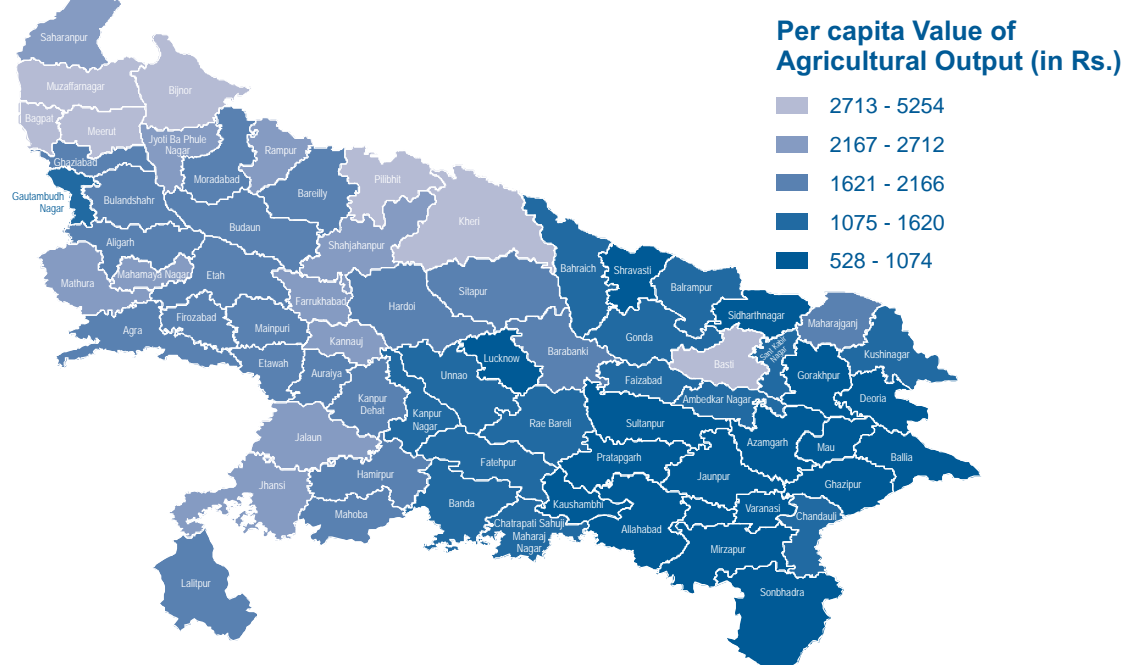 Per capita Value of
Agricultural Output (in Rs.)
2713 - 5254
2167 - 2712
1621 - 2166
1075 - 1620
528 - 1074
Saharanpur
Muzaffarnagar
Bijnor
Bagpat
Meerut
Jyoti Ba Phule
Nagar
Rampur
Ghaziabad
Moradabad
Pilibhit
Bareilly
Gautambudh
Nagar
Bulandshahr
Kheri
Budaun
Aligarh
Shahjahanpur
Mahamaya Nagar
Etah
Mathura
Bahraich
Shravasti
Balrampur
Farrukhabad
Hardoi
Sitapur
Sidharthnagar
Maharajganj
Agra
Firozabad
Mainpuri
Kannauj
Gonda
Sant Kabir
Nagar
Kushinagar
Lucknow
Barabanki
Etawah
Auraiya
Unnao
Basti
Gorakhpur
Faizabad
Deoria
Kanpur
Dehat
Ambedkar Nagar
Kanpur
Nagar
Rae Bareli
Sultanpur
Jalaun
Azamgarh
Mau
Ballia
Pratapgarh
Fatehpur
Hamirpur
Jaunpur
Ghazipur
Jhansi
Banda
Kaushambhi
Varanasi
Mahoba
Chandauli
Chatrapati Sahuji
Maharaj
Nagar
Allahabad
Mirzapur
Lalitpur
Sonbhadra